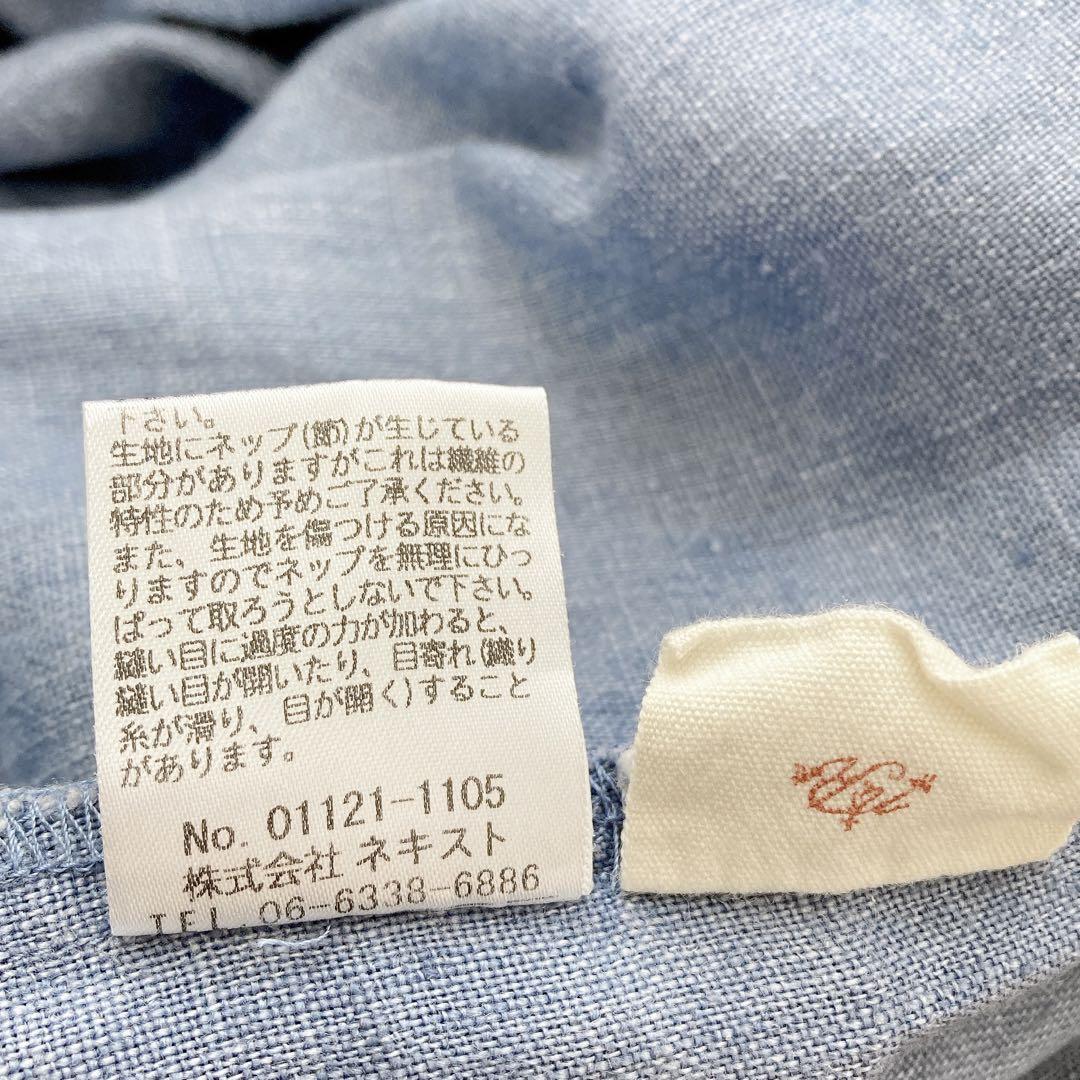 下さい。
生地にネップ(節)が生じている
部分がありますがこれは繊維の
特性のため予めご了承ください。
また、生地を傷つける原因にな
りますのでネップを無理にひっ
ぱって取ろうとしないで下さい。
縫い目に過度の力が加わると、
縫い目が開いたり、目寄れ(織り
糸が滑り、目が開く)すること
があります。
No. 01121-1105
株式会社 ネキスト
TEL. 06-6338-6886